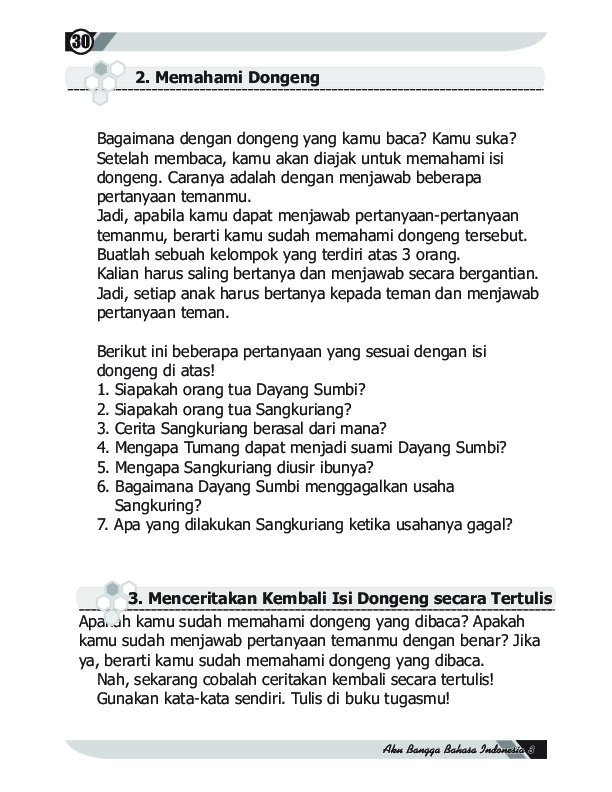 30
2. Memahami Dongeng
Bagaimana dengan dongeng yang kamu baca? Kamu suka?
Setelah membaca, kamu akan diajak untuk memahami isi
dongeng. Caranya adalah dengan menjawab beberapa
pertanyaan temanmu.
Jadi, apabila kamu dapat menjawab pertanyaan-pertanyaan
temanmu, berarti kamu sudah memahami dongeng tersebut.
Buatlah sebuah kelompok yang terdiri atas 3 orang.
Kalian harus saling bertanya dan menjawab secara bergantian.
Jadi, setiap anak harus bertanya kepada teman dan menjawab
pertanyaan teman.
Berikut ini beberapa pertanyaan yang sesuai dengan isi
dongeng di atas!
1. Siapakah orang tua Dayang Sumbi?
2. Siapakah orang tua Sangkuriang?
3. Cerita Sangkuriang berasal dari mana?
4. Mengapa Tumang dapat menjadi suami Dayang Sumbi?
5. Mengapa Sangkuriang diusir ibunya?
6. Bagaimana Dayang Sumbi menggagalkan usaha
Sangkuring?
7. Apa yang dilakukan Sangkuriang ketika usahanya gagal?
3. Menceritakan Kembali Isi Dongeng secara Tertulis
Apakah kamu sudah memahami dongeng yang dibaca? Apakah
kamu sudah menjawab pertanyaan temanmu dengan benar? Jika
ya, berarti kamu sudah memahami dongeng yang dibaca.
Nah, sekarang cobalah ceritakan kembali secara tertulis!
Gunakan kata-kata sendiri. Tulis di buku tugasmu!
Aku Bangga Bahasa Indonesia 3